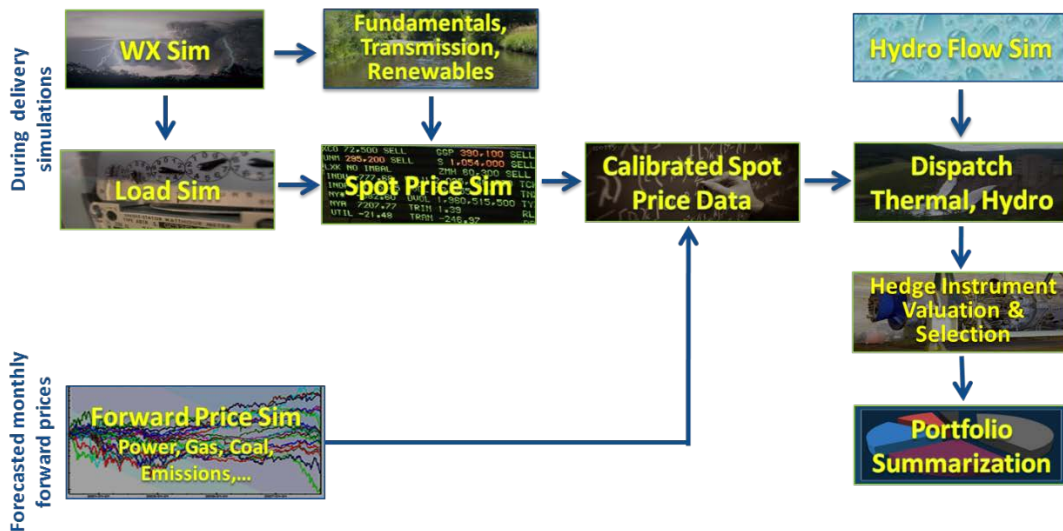 During delivery
simulations
WX Sim
Fundamentals,
Transmission,
Renewables
Hydro Flow Sim
Load Sim
Spot Price Sim
Calibrated Spot
Price Data
Dispatch
Thermal, Hydro
Hedge Instrument
Valuation &
Selection
Forecasted monthly
forward prices
Forward Price Sim
Power, Gas, Coal,
Emissions,...
Portfolio
Summarization